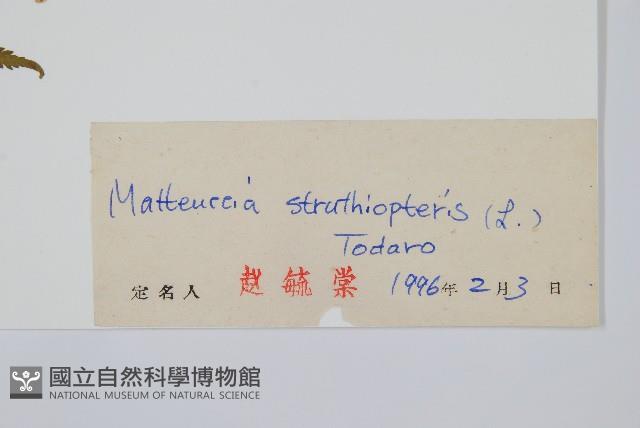 Matteuccia struthiopteris (L.)
Todaro
定名人 赵毓棠 1996年2月3日
國立自然科學博物館
NATIONAL MUSEUM OF NATURAL SCIENCE